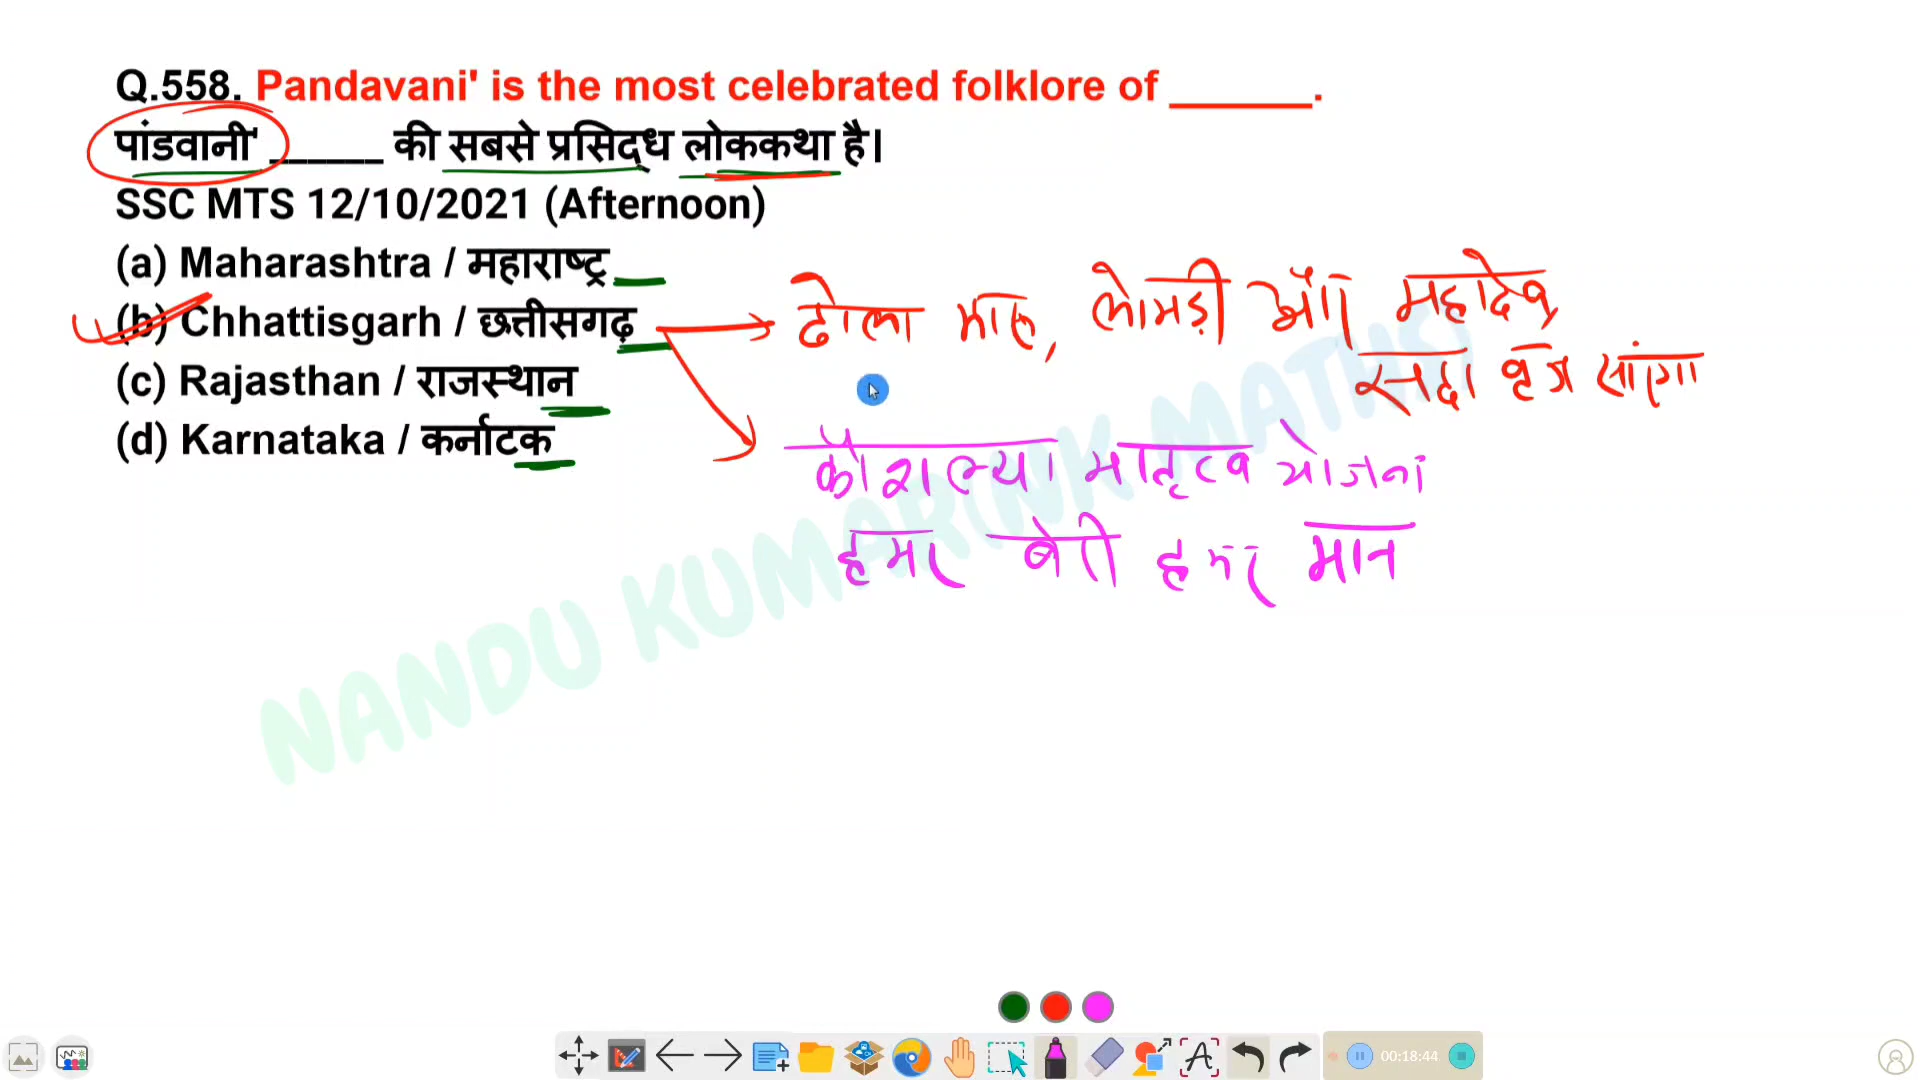 Q.558. Pandavani' is the most celebrated folklore of ______.
पांडवानी' ______ की सबसे प्रसिद्ध लोककथा है।
SSC MTS 12/10/2021 (Afternoon)
(a) Maharashtra / महाराष्ट्र
(b) Chhattisgarh / छत्तीसगढ़
(c) Rajasthan / राजस्थान
(d) Karnataka / कर्नाटक
ढोला मारू, लोमड़ी और महादेव,
सदा वृज सारंगा
कौशल्या मातृत्व योजना
हमर बेटी हमर मान
NANDU KUMAR(NK MATHS)
00:18:44